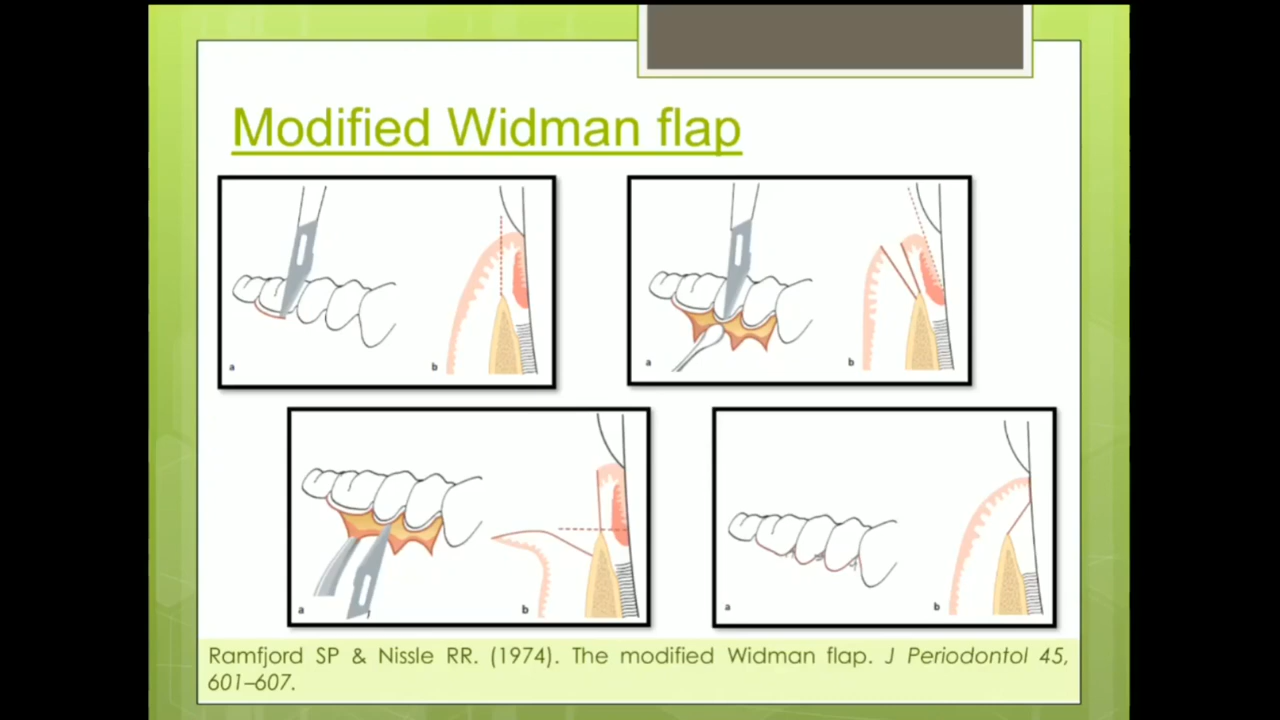 Modified Widman flap
a
b
a
b
a
b
a
b
Ramfjord SP & Nissle RR. (1974). The modified Widman flap. J Periodontol 45,
601–607.